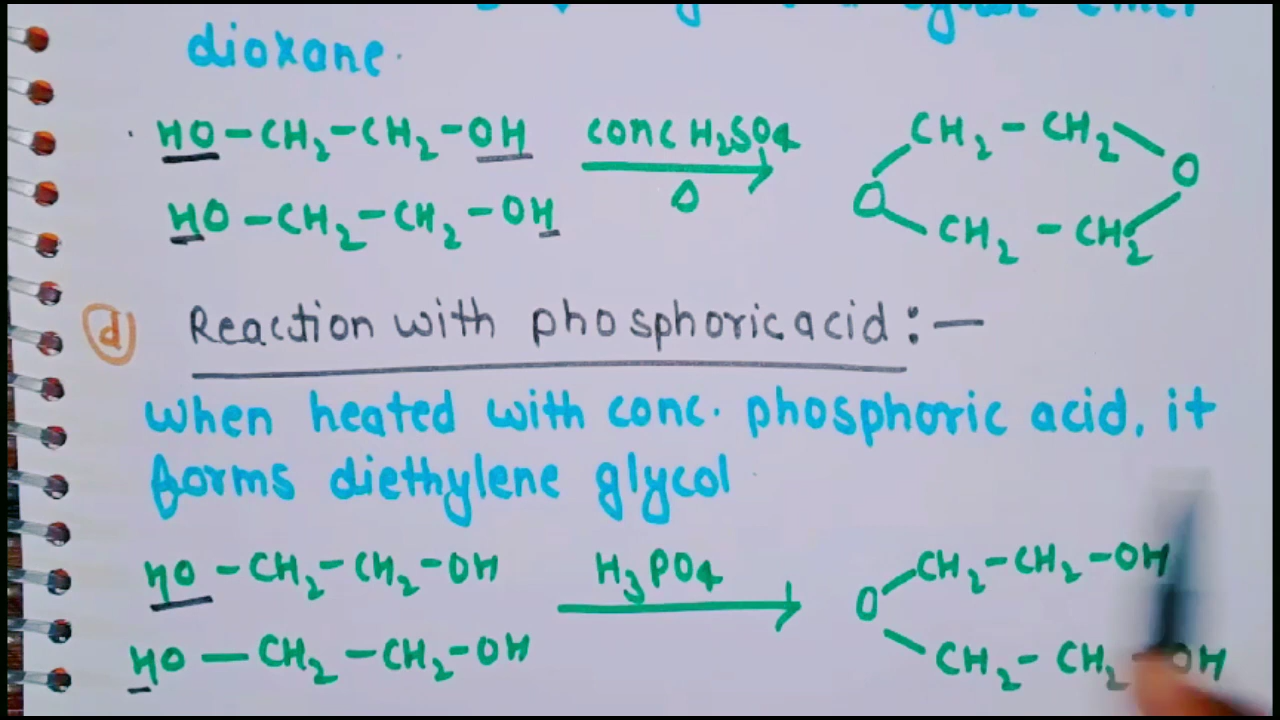 dioxane.
HO-CH2-CH2-OH conc H2SO4 CH2-CH2
Δ O O
HO-CH2-CH2-OH CH2-CH2
d Reaction with phosphoric acid:-
When heated with conc. phosphoric acid, it
forms diethylene glycol
HO-CH2-CH2-OH H3PO4 CH2-CH2-OH
O
HO-CH2-CH2-OH CH2-CH2-OH